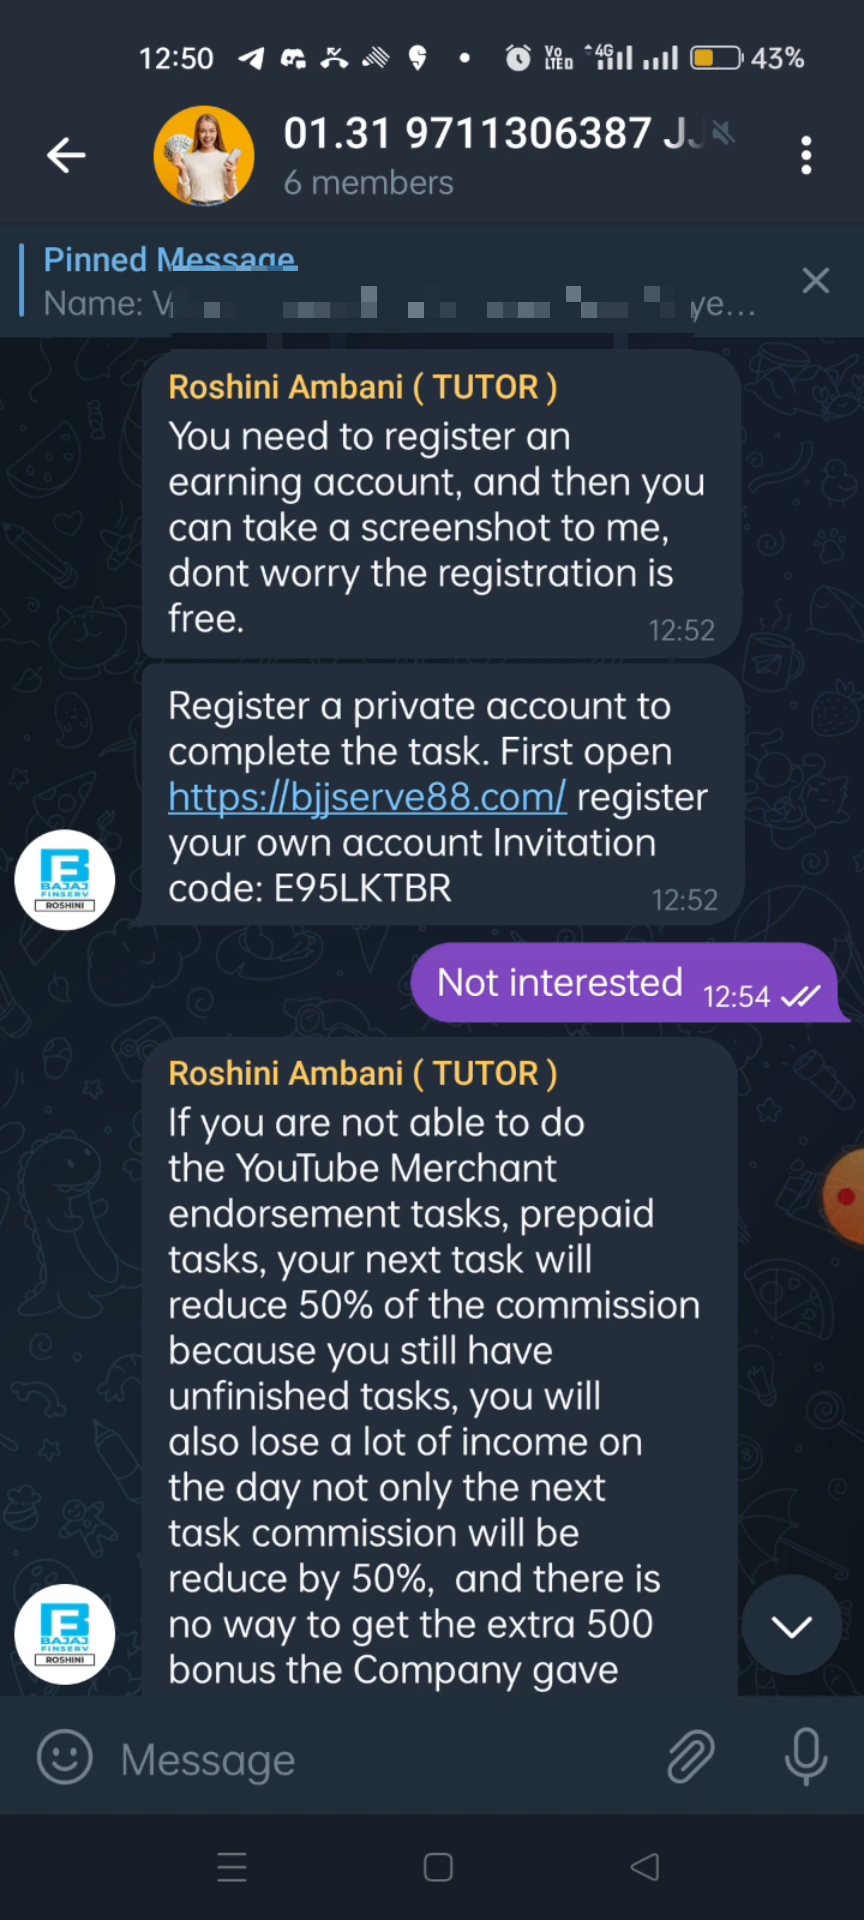 12:50
Vo
LTED
4G
43%
01.31 9711306387 JJ
6 members
Pinned Message
Name: V
ye...
Roshini Ambani ( TUTOR )
You need to register an
earning account, and then you
can take a screenshot to me,
dont worry the registration is
free.
12:52
Register a private account to
complete the task. First open
https://bjjserve88.com/ register
your own account Invitation
code: E95LKTBR
12:52
BAJAJ
FINSERV
ROSHINI
Not interested
12:54
Roshini Ambani ( TUTOR )
If you are not able to do
the YouTube Merchant
endorsement tasks, prepaid
tasks, your next task will
reduce 50% of the commission
because you still have
unfinished tasks, you will
also lose a lot of income on
the day not only the next
task commission will be
reduce by 50%,  and there is
no way to get the extra 500
bonus the Company gave
BAJAJ
FINSERV
ROSHINI
Message